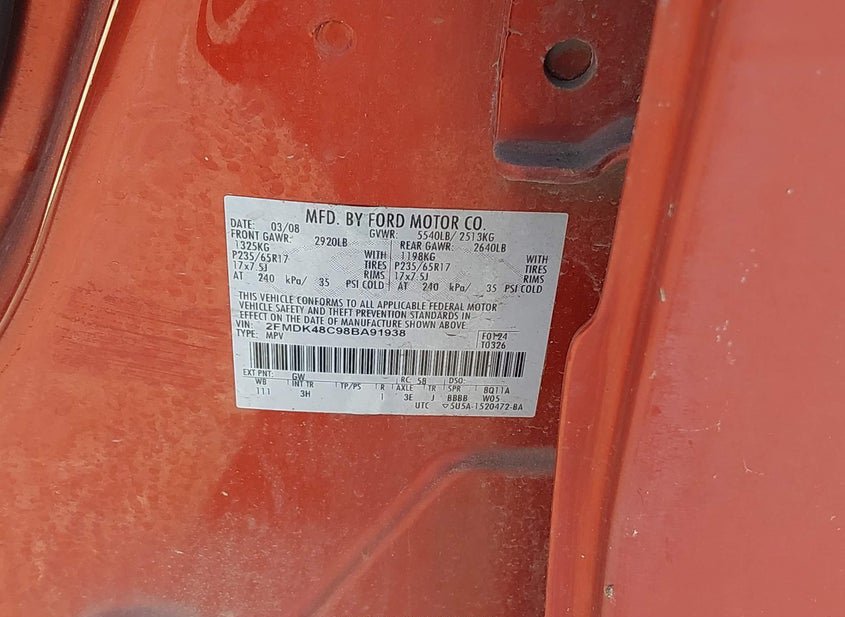 MFD. BY FORD MOTOR CO.
DATE: 03/08 GVWR: 5540LB/ 2513KG
FRONT GAWR: 2920LB REAR GAWR: 2640LB
1325KG WITH 1198KG WITH
P235/65R17 TIRES P235/65R17 TIRES
17x7.5J RIMS 17x7.5J RIMS
AT 240 kPa/ 35 PSI COLD AT 240 kPa/ 35 PSI COLD
THIS VEHICLE CONFORMS TO ALL APPLICABLE FEDERAL MOTOR
VEHICLE SAFETY AND THEFT PREVENTION STANDARDS IN
EFFECT ON THE DATE OF MANUFACTURE SHOWN ABOVE.
VIN: 2FMDK48C98BA91938 F0124
TYPE: MPV T0326
EXT PNT: GW RC: 58 DSO:
WB INT TR TP/PS R AXLE TR SPR BQ11A
111 3H 1 3E J BBBB W05
UTC 5U5A-1520472-BA